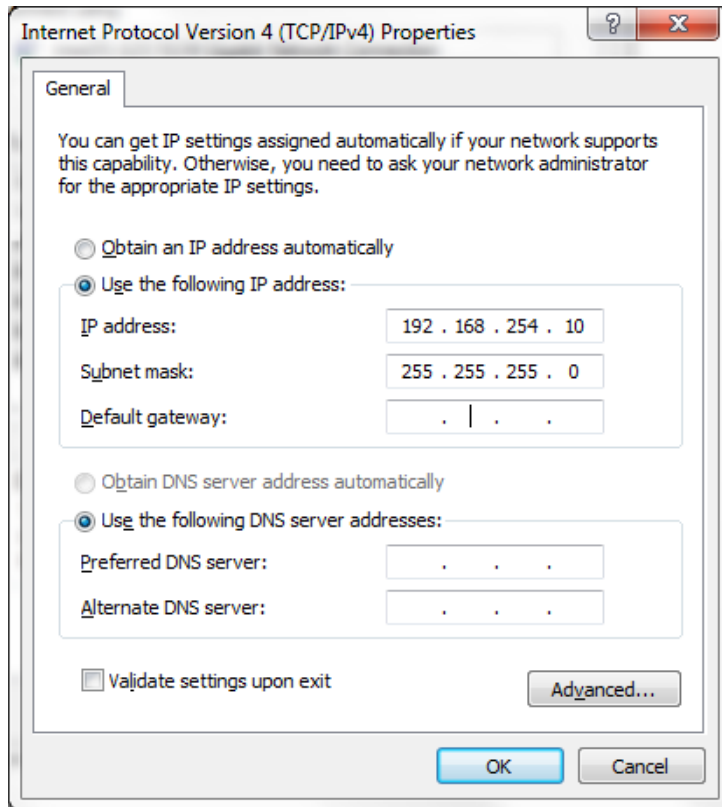 Internet Protocol Version 4 (TCP/IPv4) Properties
General
You can get IP settings assigned automatically if your network supports
this capability. Otherwise, you need to ask your network administrator
for the appropriate IP settings.
Obtain an IP address automatically
Use the following IP address:
IP address: 192 . 168 . 254 . 10
Subnet mask: 255 . 255 . 255 . 0
Default gateway: . . .
Obtain DNS server address automatically
Use the following DNS server addresses:
Preferred DNS server: . . .
Alternate DNS server: . . .
Validate settings upon exit
Advanced...
OK Cancel